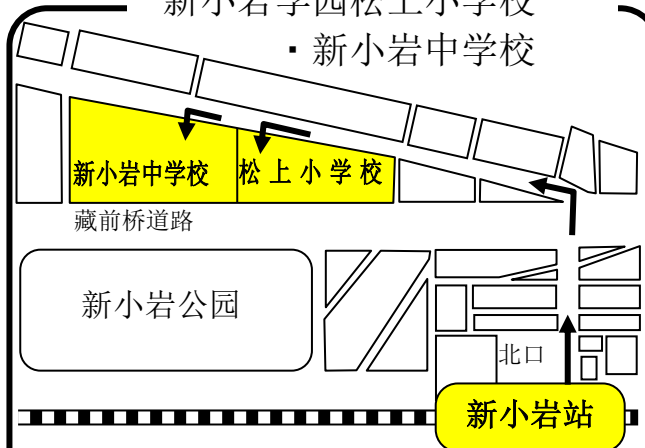 新小岩学园松上小学校
・新小岩中学校
新小岩中学校
松上小学校
藏前桥道路
新小岩公园
北口
新小岩站